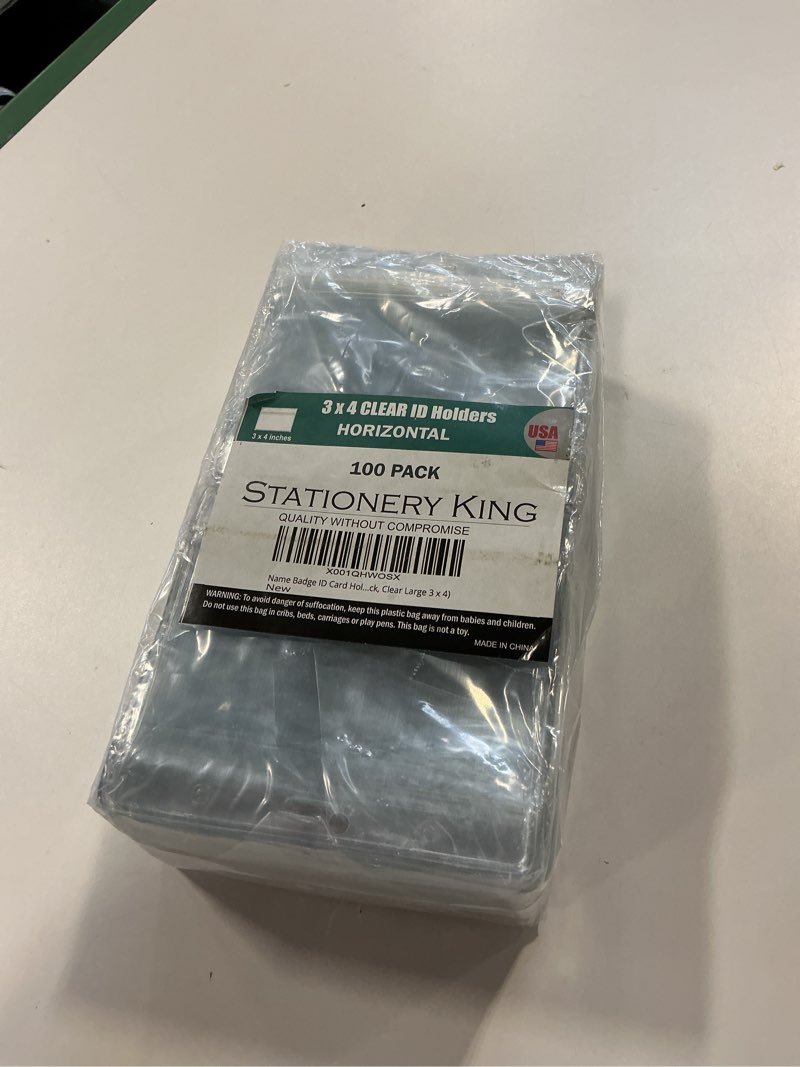 3 x 4 CLEAR ID Holders
HORIZONTAL
3 x 4 inches
USA
100 PACK
STATIONERY KING
QUALITY WITHOUT COMPROMISE
X001QHWOSX
Name Badge ID Card Hol...ck, Clear Large 3 x 4)
New
WARNING: To avoid danger of suffocation, keep this plastic bag away from babies and children.
Do not use this bag in cribs, beds, carriages or play pens. This bag is not a toy.
MADE IN CHINA